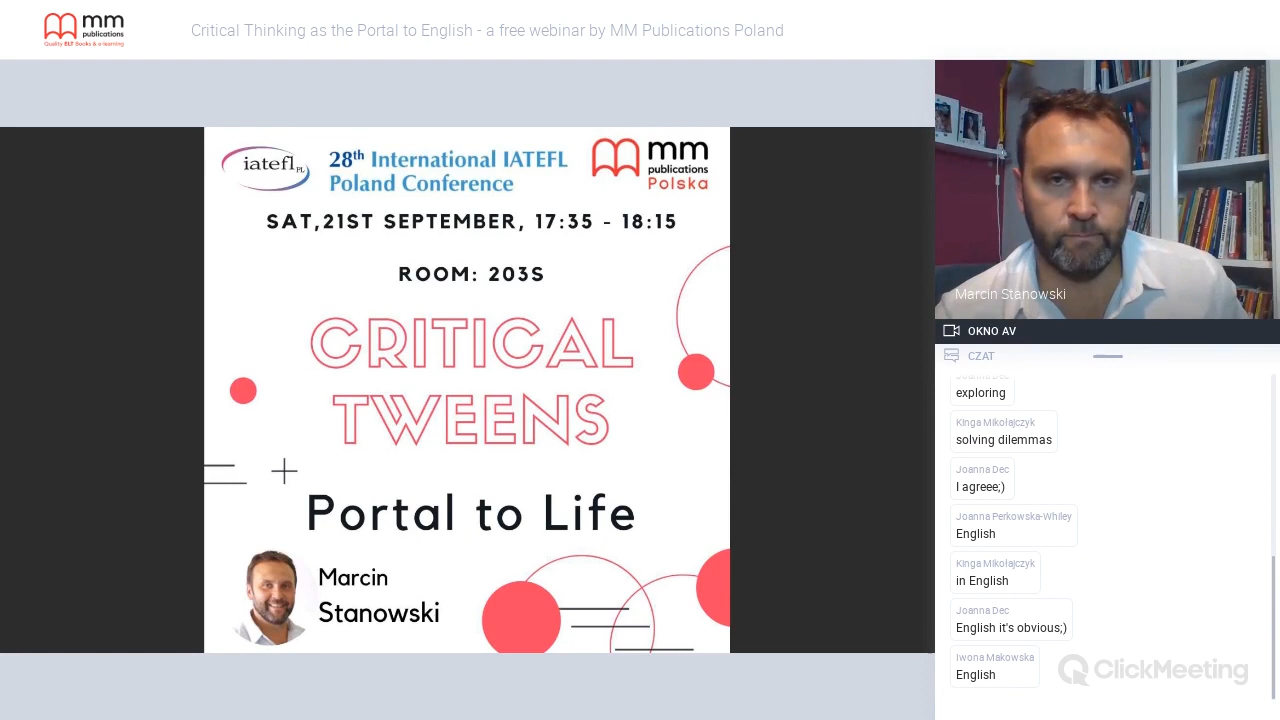 mm
publications
Quality ELT Books & e-learning
Critical Thinking as the Portal to English - a free webinar by MM Publications Poland
iatefl PL
28th International IATEFL
Poland Conference
mm
publications
Polska
SAT,21ST SEPTEMBER, 17:35 - 18:15
ROOM: 203S
CRITICAL
TWEENS
Portal to Life
Marcin
Stanowski
Marcin Stanowski
OKNO AV
CZAT
Joanna Dec
exploring
Kinga Mikołajczyk
solving dilemmas
Joanna Dec
I agreee;)
Joanna Perkowska-Whiley
English
Kinga Mikołajczyk
in English
Joanna Dec
English it's obvious;)
Iwona Makowska
English
ClickMeeting